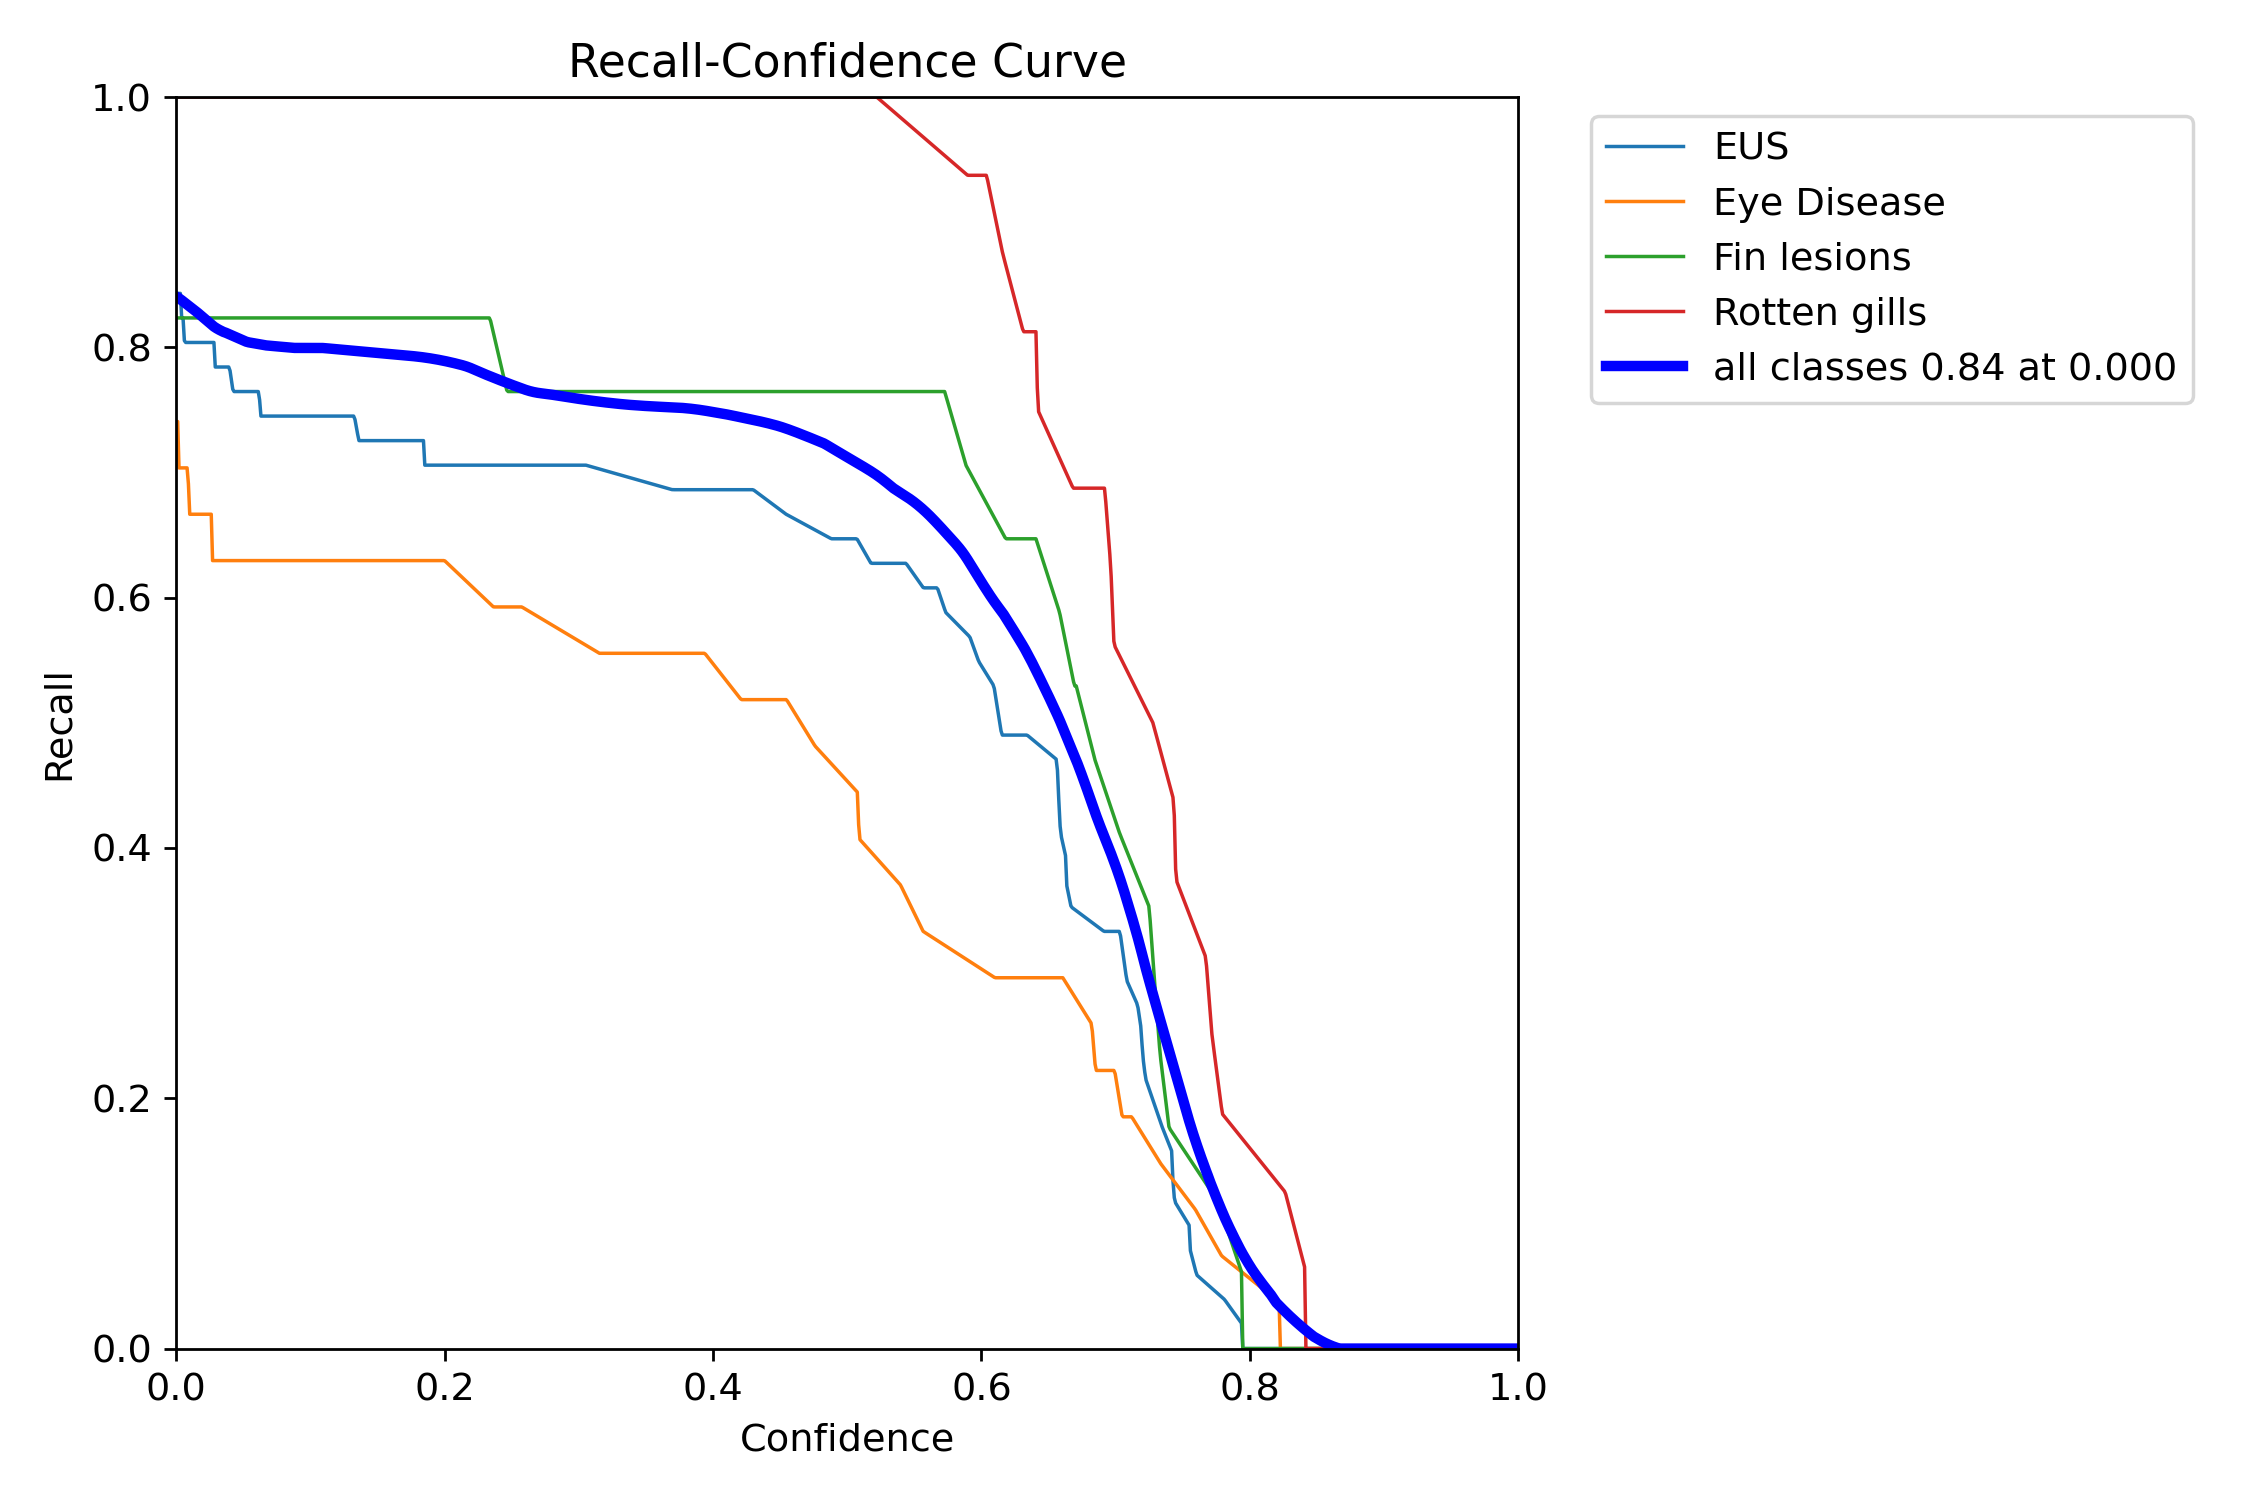 Recall-Confidence Curve
1.0
0.8
0.6
0.4
0.2
0.0
Recall
0.0 0.2 0.4 0.6 0.8 1.0
Confidence
EUS
Eye Disease
Fin lesions
Rotten gills
all classes 0.84 at 0.000